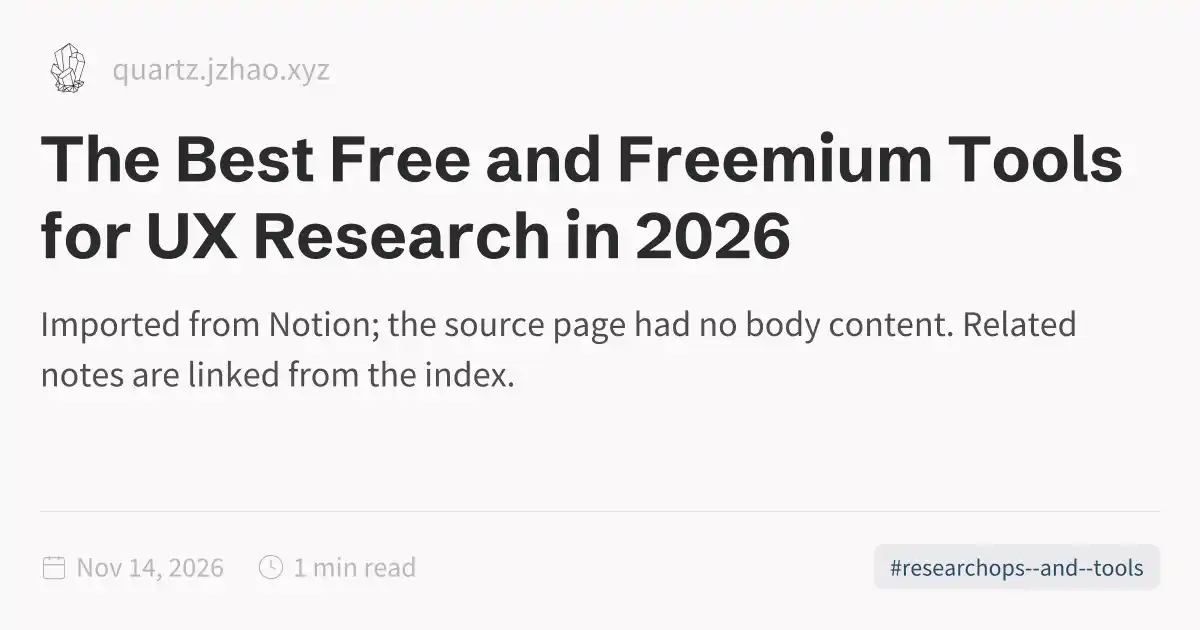 quartz.jzhao.xyz
The Best Free and Freemium Tools
for UX Research in 2026
Imported from Notion; the source page had no body content. Related
notes are linked from the index.
Nov 14, 2026 1 min read #researchops--and--tools